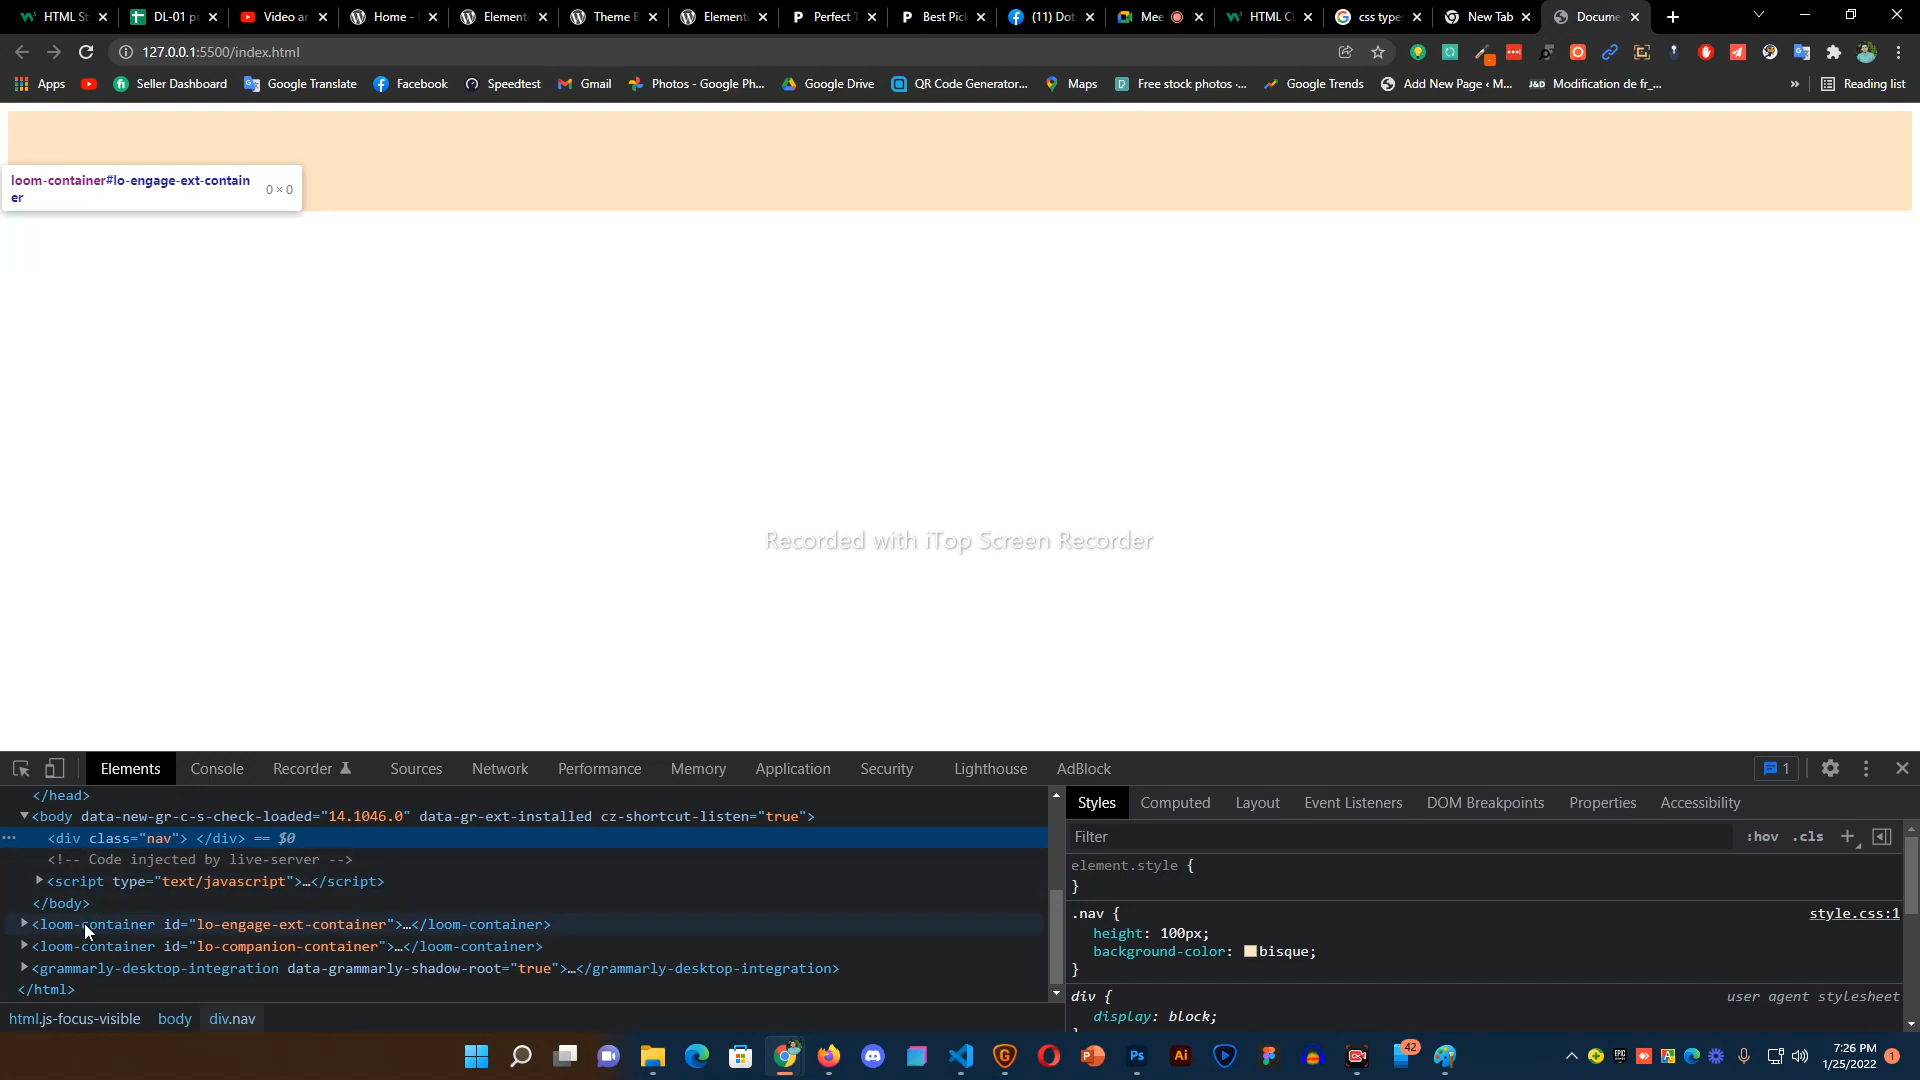 HTML St
DL-01 p
Video an
Home -
Element
Theme B
Element
Perfect T
Best Pick
(11) Dot
Mee
HTML Cl
css type
New Tab
Docume
127.0.0.1:5500/index.html
Apps
Seller Dashboard
Google Translate
Facebook
Speedtest
Gmail
Photos - Google Ph...
Google Drive
QR Code Generator...
Maps
Free stock photos ·...
Google Trends
Add New Page ‹ M...
J&D Modification de fr_...
»
Reading list
loom-container#lo-engage-ext-contain
er
0 × 0
Recorded with iTop Screen Recorder
Elements
Console
Recorder
Sources
Network
Performance
Memory
Application
Security
Lighthouse
AdBlock
1
</head>
<body data-new-gr-c-s-check-loaded="14.1046.0" data-gr-ext-installed cz-shortcut-listen="true">
<div class="nav"> </div> == $0
<!-- Code injected by live-server -->
<script type="text/javascript">…</script>
</body>
<loom-container id="lo-engage-ext-container">…</loom-container>
<loom-container id="lo-companion-container">…</loom-container>
<grammarly-desktop-integration data-grammarly-shadow-root="true">…</grammarly-desktop-integration>
</html>
html.js-focus-visible
body
div.nav
Styles
Computed
Layout
Event Listeners
DOM Breakpoints
Properties
Accessibility
Filter
:hov
.cls
element.style {
}
.nav {
style.css:1
height: 100px;
background-color: bisque;
}
div {
user agent stylesheet
display: block;
42
7:26 PM
1/25/2022
1